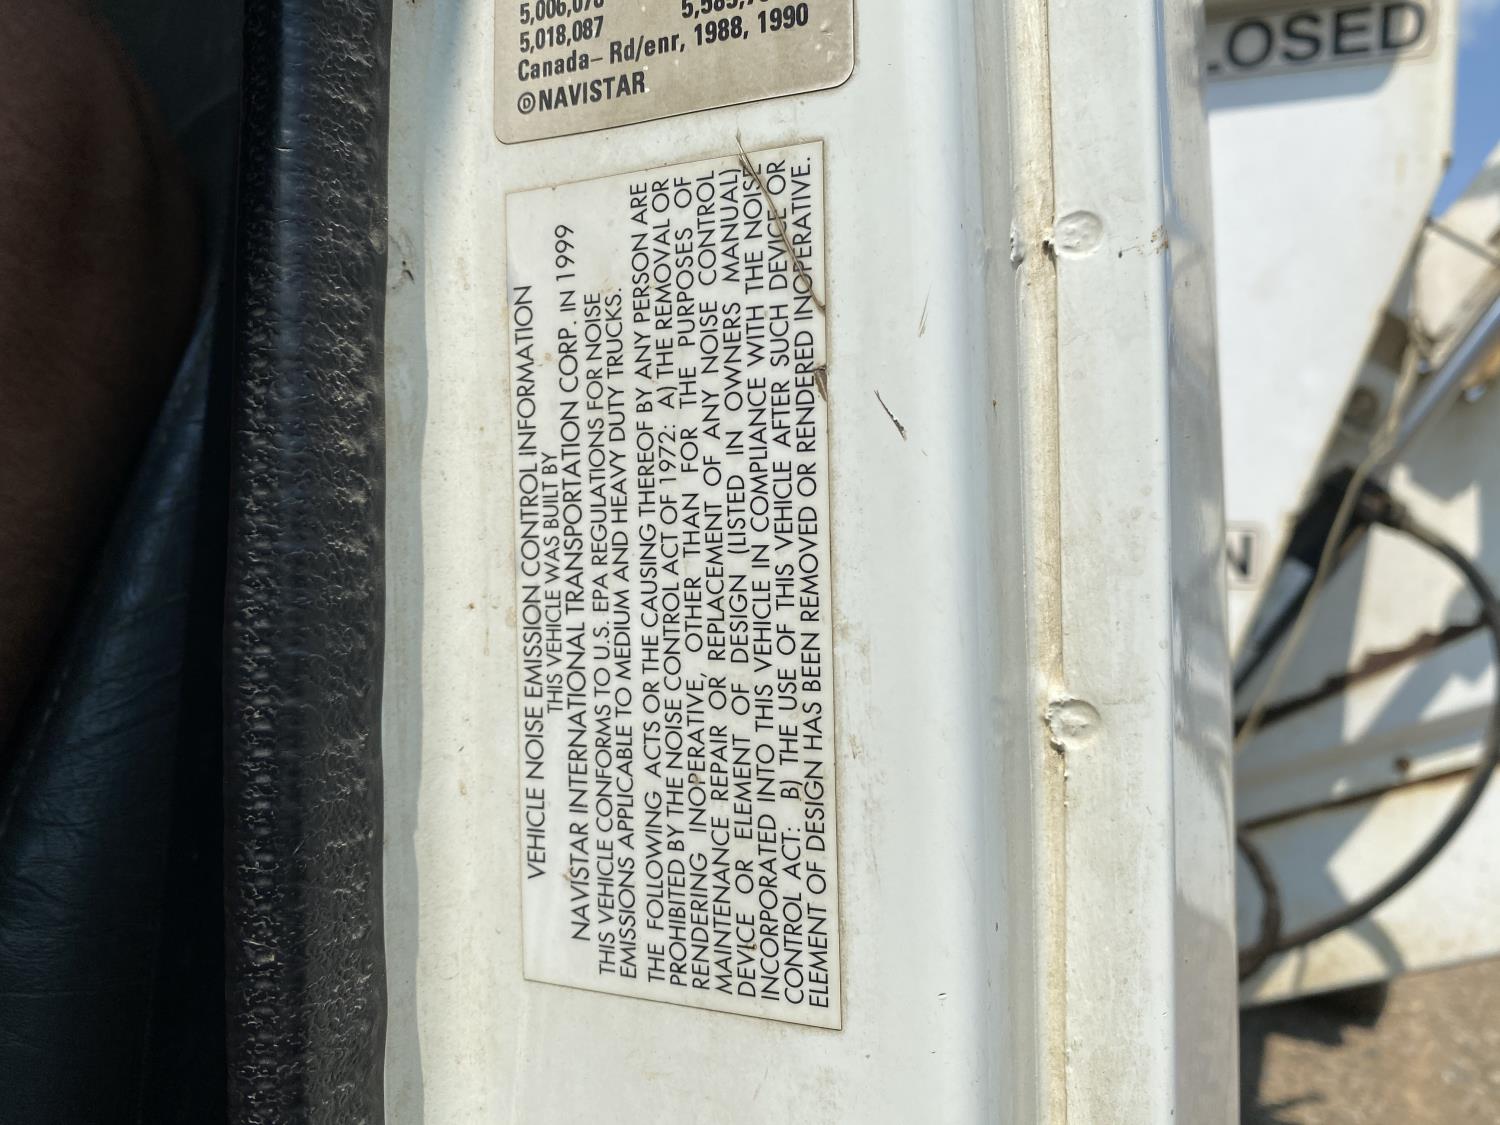 5,018,087
Canada– Rd/enr, 1988, 1990
ⒹNAVISTAR
VEHICLE NOISE EMISSION CONTROL INFORMATION
THIS VEHICLE WAS BUILT BY
NAVISTAR INTERNATIONAL TRANSPORTATION CORP. IN 1999
THIS VEHICLE CONFORMS TO U.S. EPA REGULATIONS FOR NOISE
EMISSIONS APPLICABLE TO MEDIUM AND HEAVY DUTY TRUCKS.
THE FOLLOWING ACTS OR THE CAUSING THEREOF BY ANY PERSON ARE
PROHIBITED BY THE NOISE CONTROL ACT OF 1972: A) THE REMOVAL OR
RENDERING INOPERATIVE, OTHER THAN FOR THE PURPOSES OF
MAINTENANCE REPAIR OR REPLACEMENT OF ANY NOISE CONTROL
DEVICE OR ELEMENT OF DESIGN (LISTED IN OWNERS MANUAL)
INCORPORATED INTO THIS VEHICLE IN COMPLIANCE WITH THE NOISE
CONTROL ACT: B) THE USE OF THIS VEHICLE AFTER SUCH DEVICE OR
ELEMENT OF DESIGN HAS BEEN REMOVED OR RENDERED INOPERATIVE.
LOSED
N